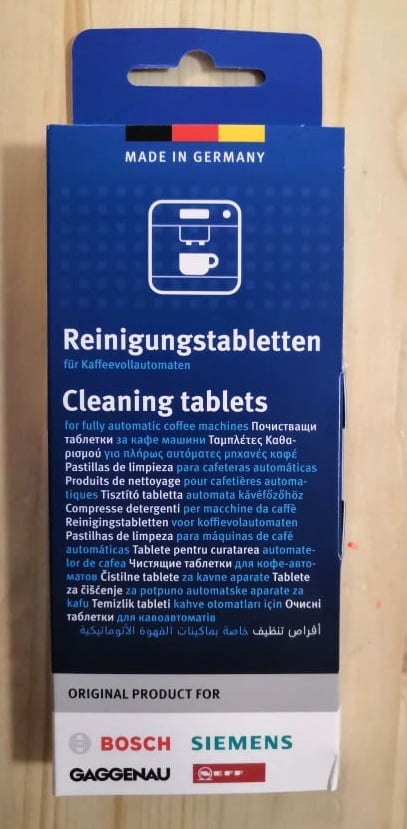 MADE IN GERMANY
Reinigungstabletten
für Kaffeevollautomaten
Cleaning tablets
for fully automatic coffee machines Почистващи
таблетки за кафе машини Ταμπλέτες Καθα-
ρισμού για πλήρως αυτόματες μηχανές καφέ
Pastillas de limpieza para cafeteras automáticas
Produits de nettoyage pour cafetières automa-
tiques Tisztító tabletta automata kávéfőzőhöz
Compresse detergenti per macchine da caffè
Reinigingstabletten voor koffievolautomaten
Pastilhas de limpeza para máquinas de café
automáticas Tablete pentru curatarea automate-
lor de cafea Чистящие таблетки для кофе-авто-
матов Čistilne tablete za kavne aparate Tablete
za čišćenje za potpuno automatske aparate za
kafu Temizlik tableti kahve otomatları için Очисні
таблетки для кавоавтоматів
أقراص تنظيف خاصة بماكينات القهوة الأتوماتيكية
ORIGINAL PRODUCT FOR
BOSCH SIEMENS
GAGGENAU NEFF